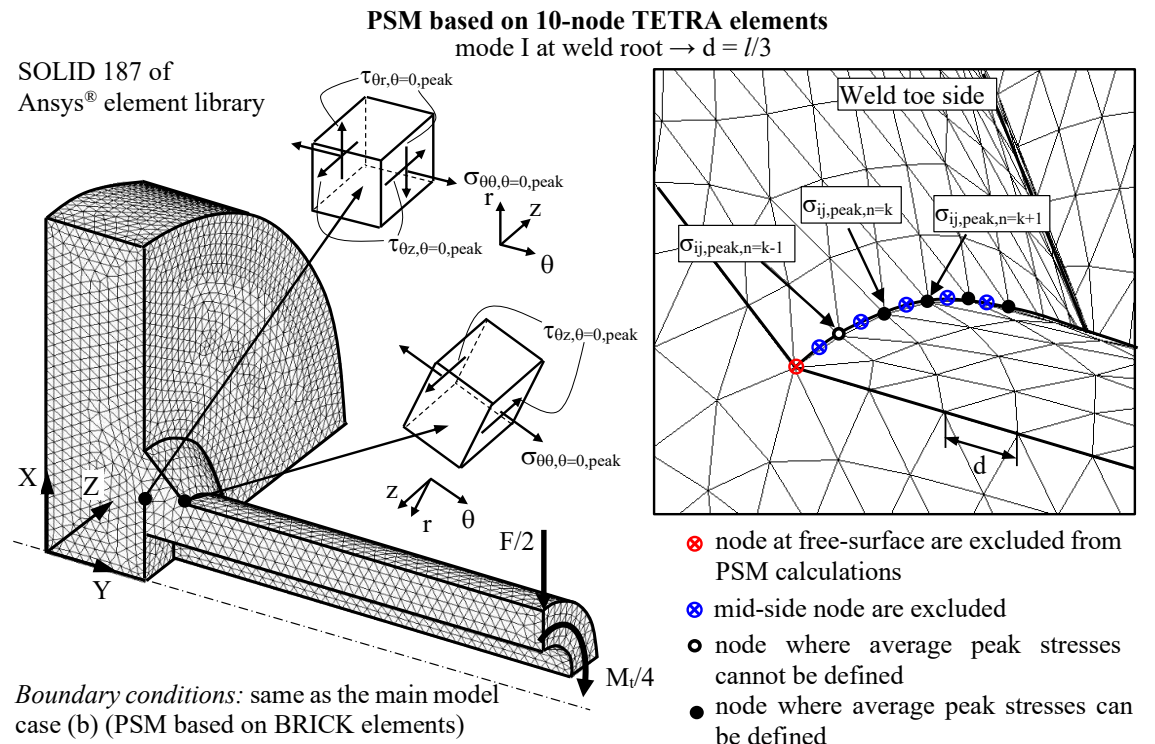 PSM based on 10-node TETRA elements
mode I at weld root → d = l/3
SOLID 187 of
Ansys® element library
τθr,θ=0,peak
σθθ,θ=0,peak
τθz,θ=0,peak
r
z
θ
τθz,θ=0,peak
σθθ,θ=0,peak
z
r
θ
X
Z
Y
F/2
Mt/4
Boundary conditions: same as the main model
case (b) (PSM based on BRICK elements)
Weld toe side
σij,peak,n=k
σij,peak,n=k+1
σij,peak,n=k-1
d
node at free-surface are excluded from
PSM calculations
mid-side node are excluded
node where average peak stresses
cannot be defined
node where average peak stresses can
be defined